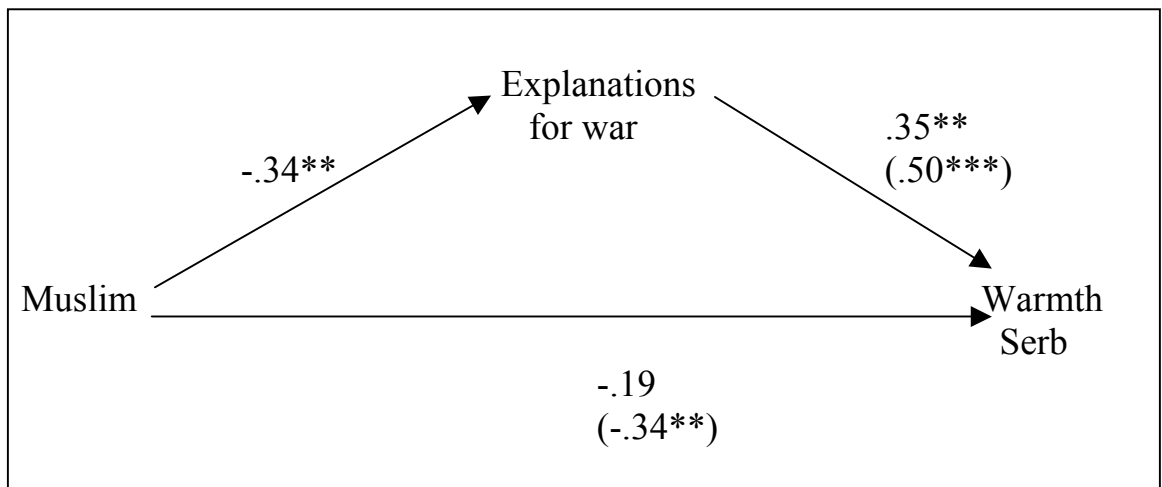 Explanations
for war
.35**
(.50***)
-.34**
Muslim
Warmth
Serb
-.19
(-.34**)